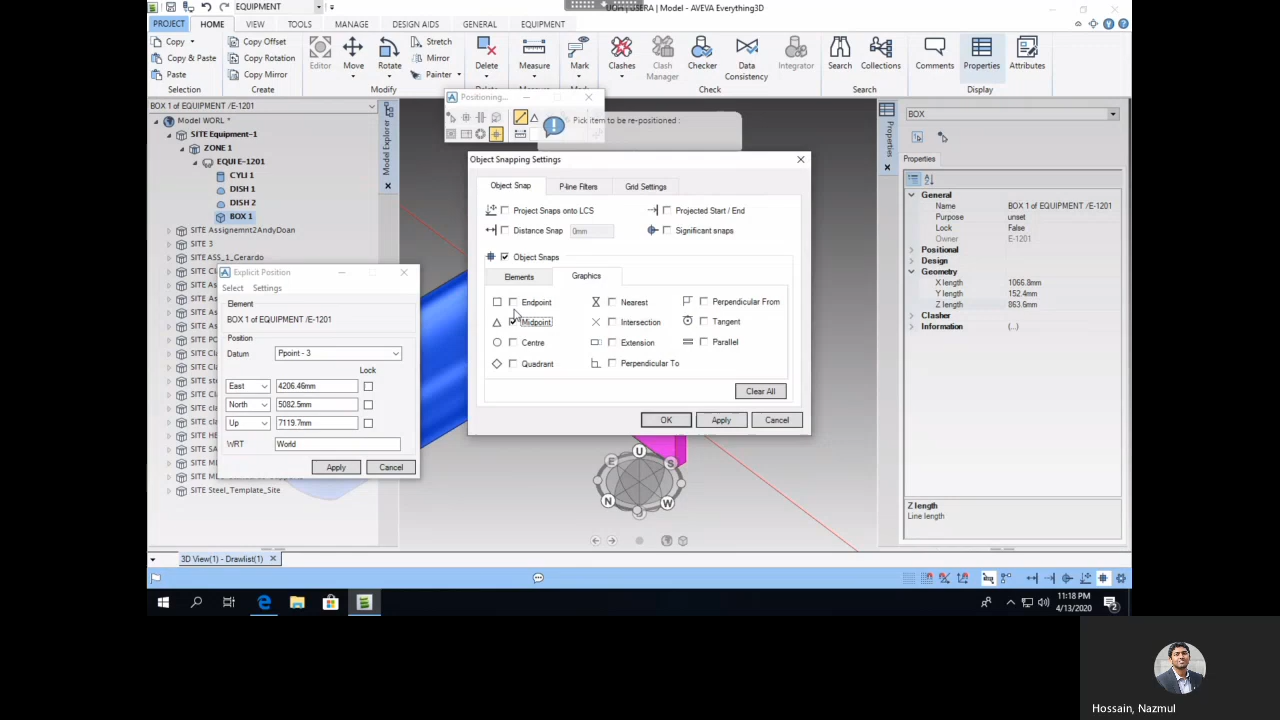 EQUIPMENT
Model - AVEVA Everything3D
PROJECT HOME VIEW TOOLS MANAGE DESIGN AIDS GENERAL EQUIPMENT
Copy
Copy & Paste
Paste
Selection
Copy Offset
Copy Rotation
Copy Mirror
Create
Editor
Move
Rotate
Stretch
Mirror
Painter
Delete
Measure
Mark
Clashes
Clash Manager
Checker
Data Consistency
Integrator
Check
Search
Collections
Search
Comments
Properties
Attributes
Display
BOX 1 of EQUIPMENT /E-1201
Model WORL *
SITE Equipment-1
ZONE 1
EQUI E-1201
CYLI 1
DISH 1
DISH 2
BOX 1
SITE Assignemnt2AndyDoan
SITE 3
SITE ASS_1_Gerardo
SITE Steel_Template_Site
Model Explorer
Positioning...
Pick item to be re-positioned :
Explicit Position
Select Settings
Element
BOX 1 of EQUIPMENT /E-1201
Position
Datum Ppoint - 3
Lock
East 4206.46mm
North 5082.5mm
Up 7119.7mm
WRT World
Apply Cancel
Object Snapping Settings
Object Snap P-line Filters Grid Settings
Project Snaps onto LCS Projected Start / End
Distance Snap 0mm Significant snaps
Object Snaps
Elements Graphics
Endpoint Nearest Perpendicular From
Midpoint Intersection Tangent
Centre Extension Parallel
Quadrant Perpendicular To
Clear All
OK Apply Cancel
U
E S
N W
Properties
BOX
Properties
A Z
General
Name BOX 1 of EQUIPMENT /E-1201
Purpose unset
Lock False
Owner E-1201
Positional
Design
Geometry
X length 1066.8mm
Y length 152.4mm
Z length 863.6mm
Clasher
Information (...)
Z length
Line length
3D View(1) - Drawlist(1)
11:18 PM
4/13/2020
2
Hossain, Nazmul